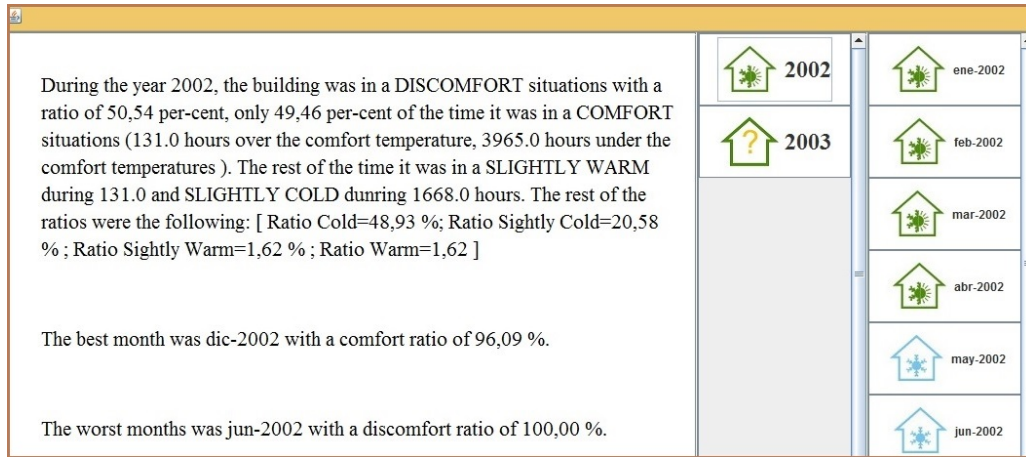 During the year 2002, the building was in a DISCOMFORT situations with a
ratio of 50,54 per-cent, only 49,46 per-cent of the time it was in a COMFORT
situations (131.0 hours over the comfort temperature, 3965.0 hours under the
comfort temperatures ). The rest of the time it was in a SLIGHTLY WARM
during 131.0 and SLIGHTLY COLD dunring 1668.0 hours. The rest of the
ratios were the following: [ Ratio Cold=48,93 %; Ratio Sightly Cold=20,58
% ; Ratio Sightly Warm=1,62 % ; Ratio Warm=1,62 ]
The best month was dic-2002 with a comfort ratio of 96,09 %.
The worst months was jun-2002 with a discomfort ratio of 100,00 %.
2002
?
2003
ene-2002
feb-2002
mar-2002
abr-2002
may-2002
jun-2002